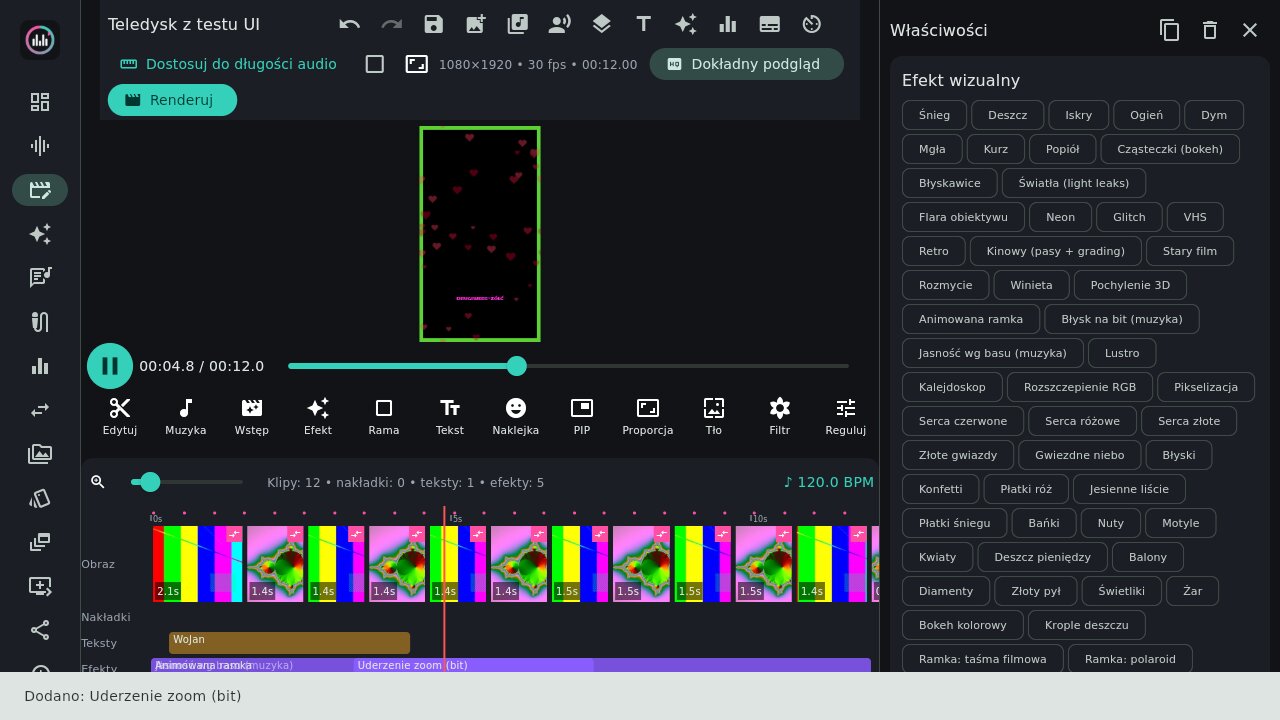 Teledysk z testu UI
Dostosuj do długości audio
1080×1920 • 30 fps • 00:12.00
HQ Dokładny podgląd
Renderuj
00:04.8 / 00:12.0
Edytuj Muzyka Wstęp Efekt Rama Tekst Naklejka PIP Proporcja Tło Filtr Reguluj
Klipy: 12 • nakładki: 0 • teksty: 1 • efekty: 5
♪ 120.0 BPM
0s 5s 10s
Obraz
2.1s 1.4s 1.4s 1.4s 1.4s 1.4s 1.5s 1.5s 1.5s 1.5s 1.4s
Nakładki
Teksty
WoJan
Efekty
Animowana ramka
(muzyka)
Uderzenie zoom (bit)
Właściwości
Efekt wizualny
Śnieg Deszcz Iskry Ogień Dym
Mgła Kurz Popiół Cząsteczki (bokeh)
Błyskawice Światła (light leaks)
Flara obiektywu Neon Glitch VHS
Retro Kinowy (pasy + grading) Stary film
Rozmycie Winieta Pochylenie 3D
Animowana ramka Błysk na bit (muzyka)
Jasność wg basu (muzyka) Lustro
Kalejdoskop Rozszczepienie RGB Pikselizacja
Serca czerwone Serca różowe Serca złote
Złote gwiazdy Gwiezdne niebo Błyski
Konfetti Płatki róż Jesienne liście
Płatki śniegu Bańki Nuty Motyle
Kwiaty Deszcz pieniędzy Balony
Diamenty Złoty pył Świetliki Żar
Bokeh kolorowy Krople deszczu
Ramka: taśma filmowa Ramka: polaroid
Dodano: Uderzenie zoom (bit)